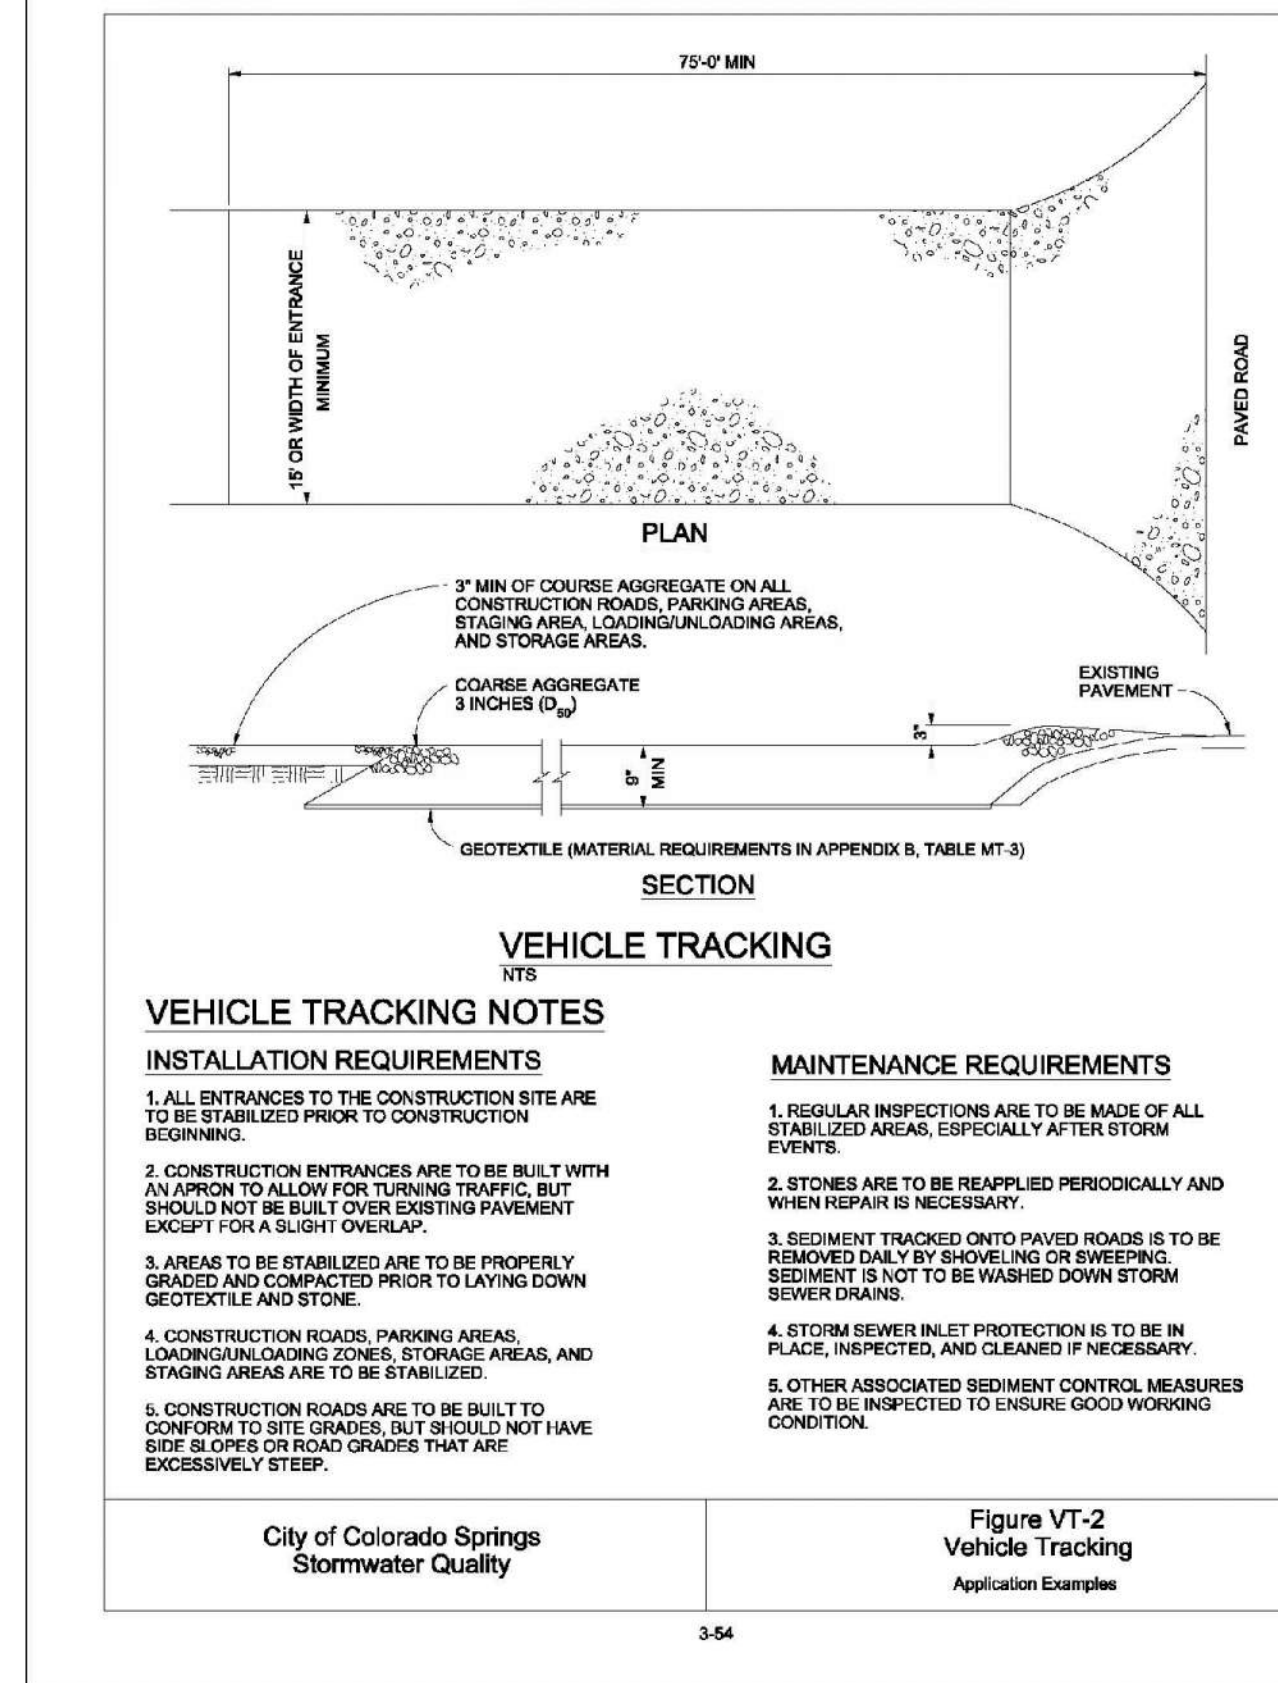 75'-0' MIN
15' OR WIDTH OF ENTRANCE
MINIMUM
PAVED ROAD
PLAN
3" MIN OF COURSE AGGREGATE ON ALL
CONSTRUCTION ROADS, PARKING AREAS,
STAGING AREA, LOADING/UNLOADING AREAS,
AND STORAGE AREAS.
COARSE AGGREGATE
3 INCHES (D50)
EXISTING
PAVEMENT
3"
9"
MIN
GEOTEXTILE (MATERIAL REQUIREMENTS IN APPENDIX B, TABLE MT-3)
SECTION
VEHICLE TRACKING
NTS
VEHICLE TRACKING NOTES
INSTALLATION REQUIREMENTS
1. ALL ENTRANCES TO THE CONSTRUCTION SITE ARE
TO BE STABILIZED PRIOR TO CONSTRUCTION
BEGINNING.
2. CONSTRUCTION ENTRANCES ARE TO BE BUILT WITH
AN APRON TO ALLOW FOR TURNING TRAFFIC, BUT
SHOULD NOT BE BUILT OVER EXISTING PAVEMENT
EXCEPT FOR A SLIGHT OVERLAP.
3. AREAS TO BE STABILIZED ARE TO BE PROPERLY
GRADED AND COMPACTED PRIOR TO LAYING DOWN
GEOTEXTILE AND STONE.
4. CONSTRUCTION ROADS, PARKING AREAS,
LOADING/UNLOADING ZONES, STORAGE AREAS, AND
STAGING AREAS ARE TO BE STABILIZED.
5. CONSTRUCTION ROADS ARE TO BE BUILT TO
CONFORM TO SITE GRADES, BUT SHOULD NOT HAVE
SIDE SLOPES OR ROAD GRADES THAT ARE
EXCESSIVELY STEEP.
MAINTENANCE REQUIREMENTS
1. REGULAR INSPECTIONS ARE TO BE MADE OF ALL
STABILIZED AREAS, ESPECIALLY AFTER STORM
EVENTS.
2. STONES ARE TO BE REAPPLIED PERIODICALLY AND
WHEN REPAIR IS NECESSARY.
3. SEDIMENT TRACKED ONTO PAVED ROADS IS TO BE
REMOVED DAILY BY SHOVELING OR SWEEPING.
SEDIMENT IS NOT TO BE WASHED DOWN STORM
SEWER DRAINS.
4. STORM SEWER INLET PROTECTION IS TO BE IN
PLACE, INSPECTED, AND CLEANED IF NECESSARY.
5. OTHER ASSOCIATED SEDIMENT CONTROL MEASURES
ARE TO BE INSPECTED TO ENSURE GOOD WORKING
CONDITION.
City of Colorado Springs
Stormwater Quality
Figure VT-2
Vehicle Tracking
Application Examples
3-54